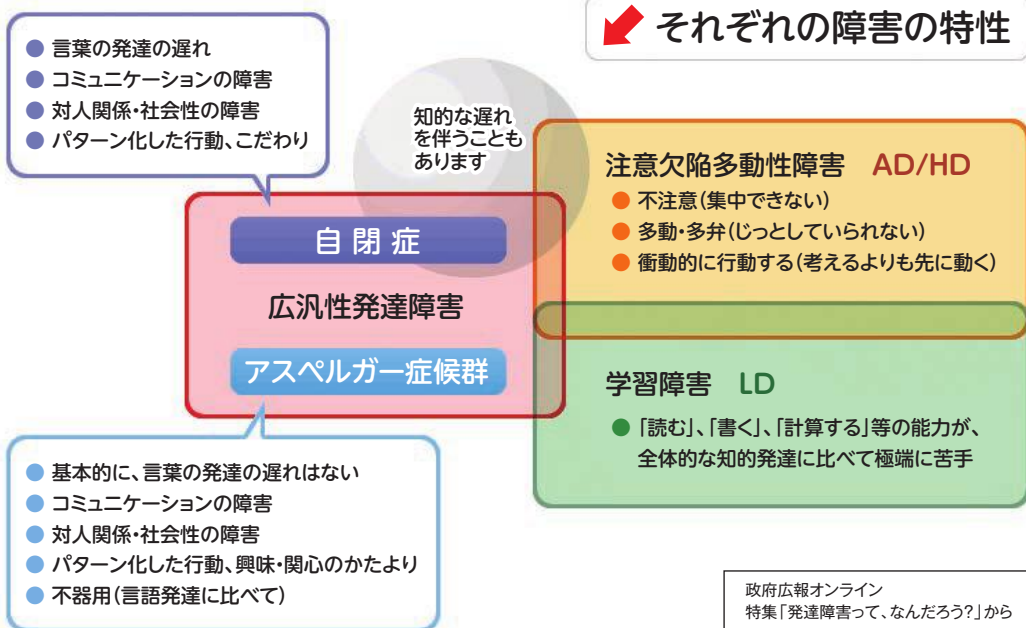 それぞれの障害の特性
● 言葉の発達の遅れ
● コミュニケーションの障害
● 対人関係・社会性の障害
● パターン化した行動、こだわり
知的な遅れ
を伴うことも
あります
自閉症
広汎性発達障害
アスペルガー症候群
● 基本的に、言葉の発達の遅れはない
● コミュニケーションの障害
● 対人関係・社会性の障害
● パターン化した行動、興味・関心のかたより
● 不器用(言語発達に比べて)
注意欠陥多動性障害 AD/HD
● 不注意(集中できない)
● 多動・多弁(じっとしていられない)
● 衝動的に行動する(考えるよりも先に動く)
学習障害 LD
● 「読む」、「書く」、「計算する」等の能力が、
全体的な知的発達に比べて極端に苦手
政府広報オンライン
特集「発達障害って、なんだろう?」から